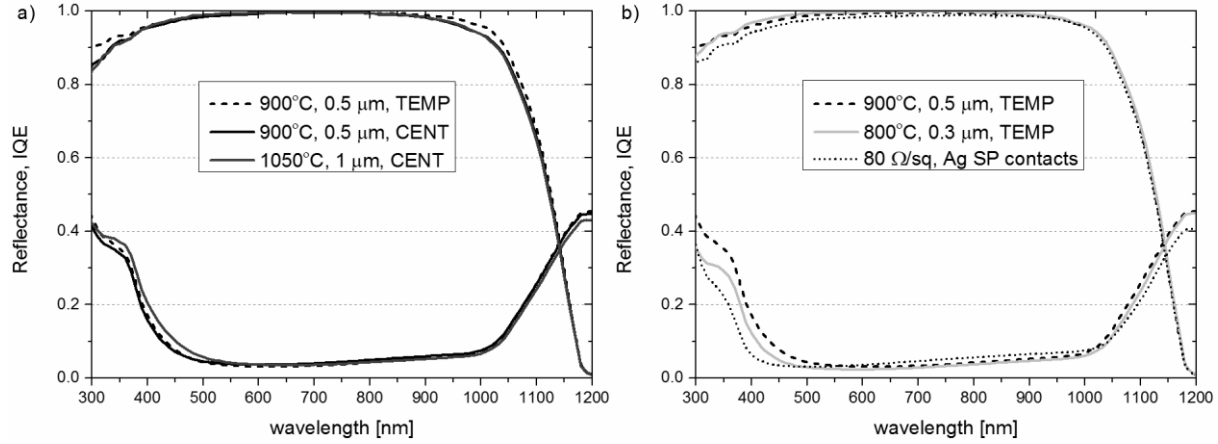 a)
Reflectance, IQE
1.0
0.8
0.6
0.4
0.2
0.0
900°C, 0.5 μm, TEMP
900°C, 0.5 μm, CENT
1050°C, 1 μm, CENT
300 400 500 600 700 800 900 1000 1100 1200
wavelength [nm]
b)
Reflectance, IQE
1.0
0.8
0.6
0.4
0.2
0.0
900°C, 0.5 μm, TEMP
800°C, 0.3 μm, TEMP
80 Ω/sq, Ag SP contacts
300 400 500 600 700 800 900 1000 1100 1200
wavelength [nm]